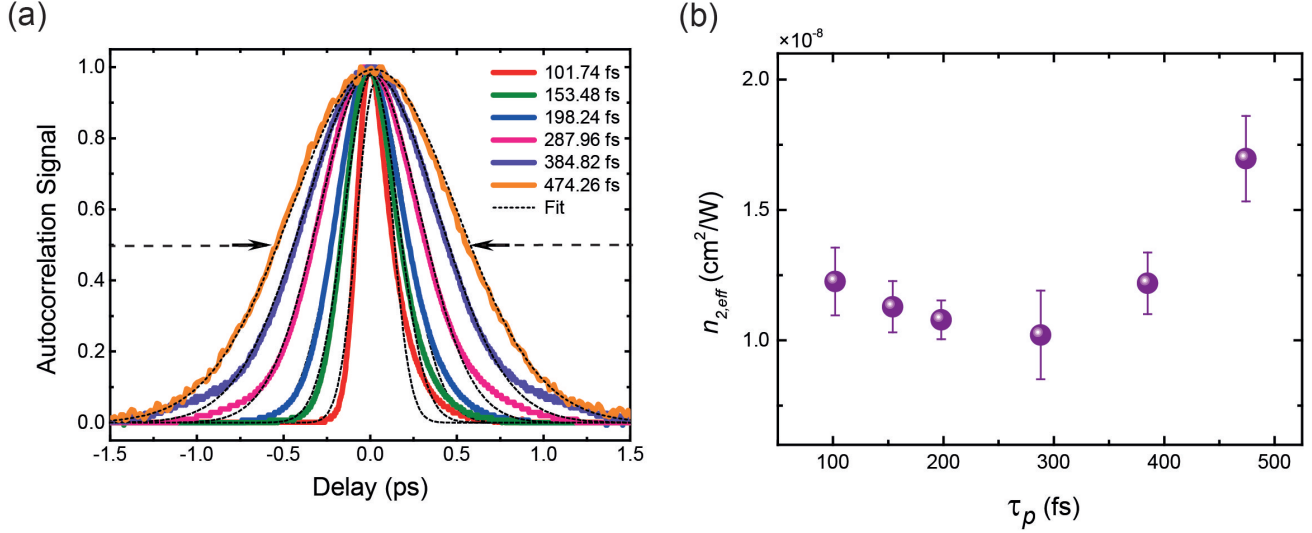 (a)
1.0
0.8
0.6
0.4
0.2
0.0
Autocorrelation Signal
101.74 fs
153.48 fs
198.24 fs
287.96 fs
384.82 fs
474.26 fs
Fit
-1.5
-1.0
-0.5
0.0
0.5
1.0
1.5
Delay (ps)
(b)
×10⁻⁸
2.0
1.5
1.0
n₂,eff (cm²/W)
100
200
300
400
500
τₚ (fs)